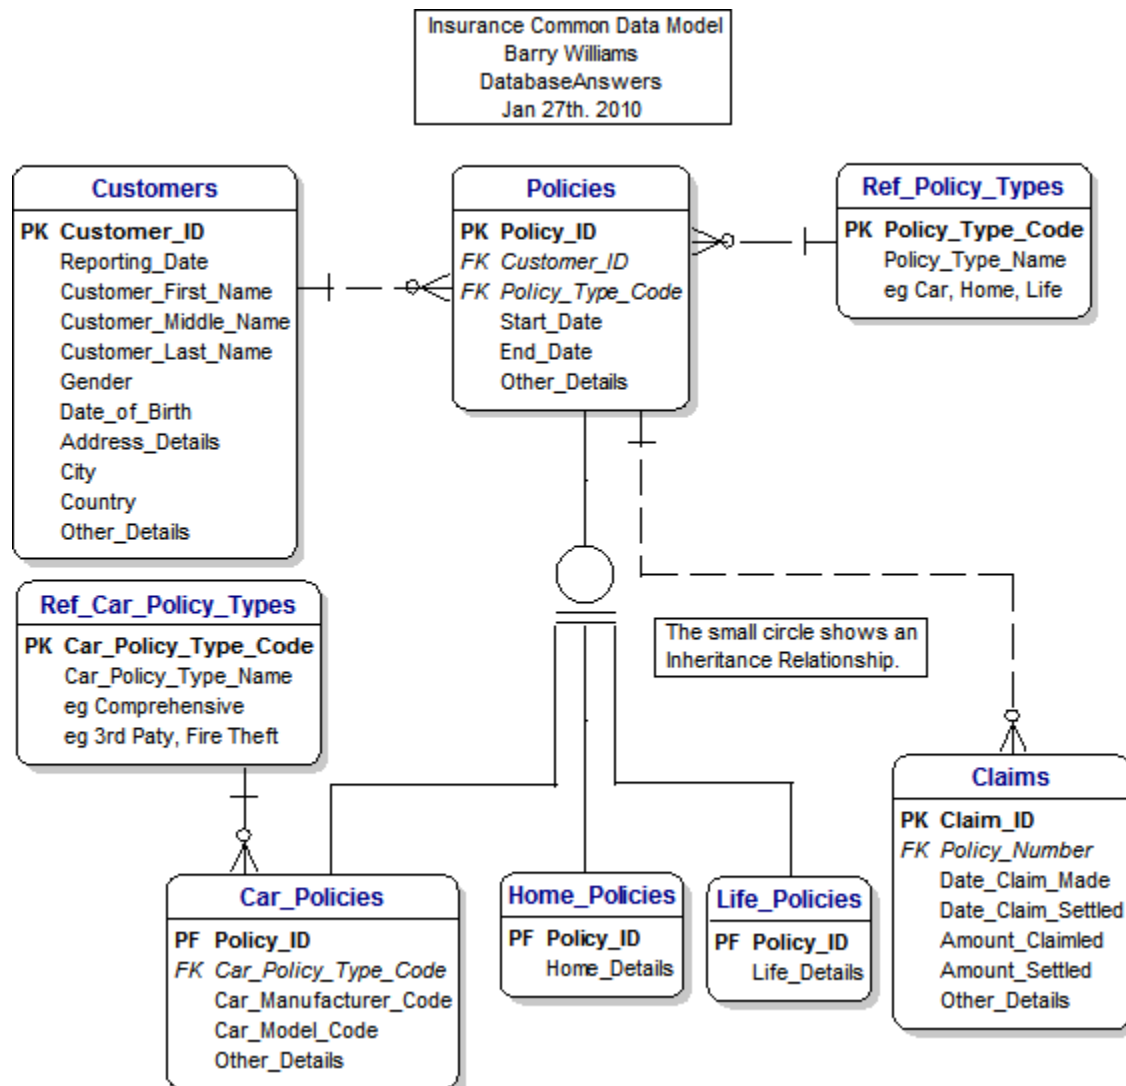 Insurance Common Data Model
Barry Williams
DatabaseAnswers
Jan 27th. 2010
Customers
PK Customer_ID
Reporting_Date
Customer_First_Name
Customer_Middle_Name
Customer_Last_Name
Gender
Date_of_Birth
Address_Details
City
Country
Other_Details
Policies
PK Policy_ID
FK Customer_ID
FK Policy_Type_Code
Start_Date
End_Date
Other_Details
Ref_Policy_Types
PK Policy_Type_Code
Policy_Type_Name
eg Car, Home, Life
Ref_Car_Policy_Types
PK Car_Policy_Type_Code
Car_Policy_Type_Name
eg Comprehensive
eg 3rd Paty, Fire Theft
The small circle shows an
Inheritance Relationship.
Car_Policies
PF Policy_ID
FK Car_Policy_Type_Code
Car_Manufacturer_Code
Car_Model_Code
Other_Details
Home_Policies
PF Policy_ID
Home_Details
Life_Policies
PF Policy_ID
Life_Details
Claims
PK Claim_ID
FK Policy_Number
Date_Claim_Made
Date_Claim_Settled
Amount_Claimled
Amount_Settled
Other_Details